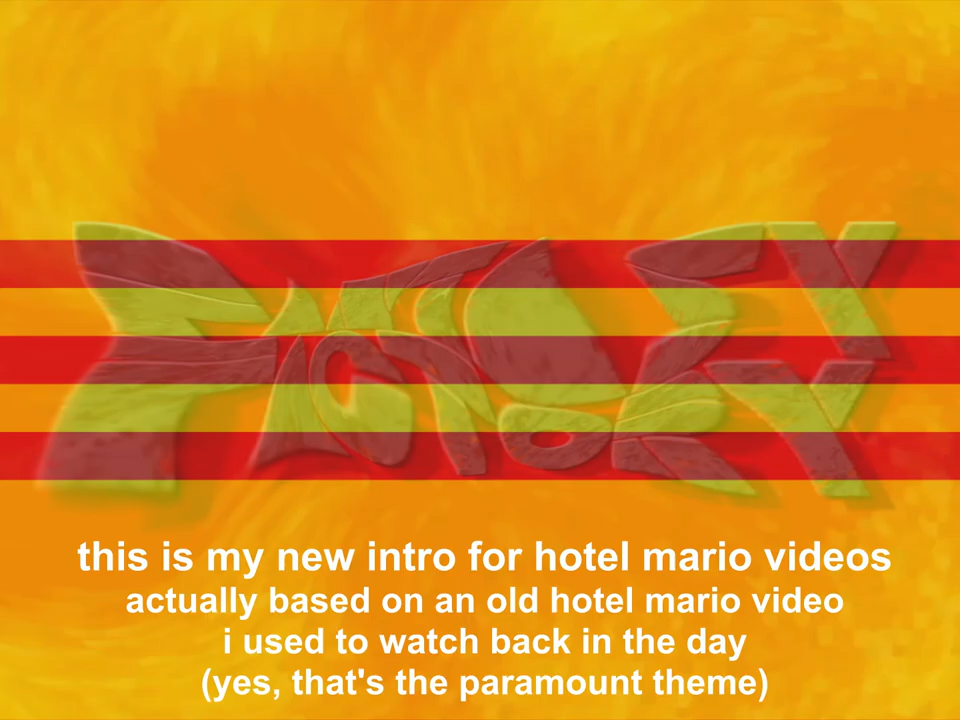 this is my new intro for hotel mario videos
actually based on an old hotel mario video
i used to watch back in the day
(yes, that's the paramount theme)